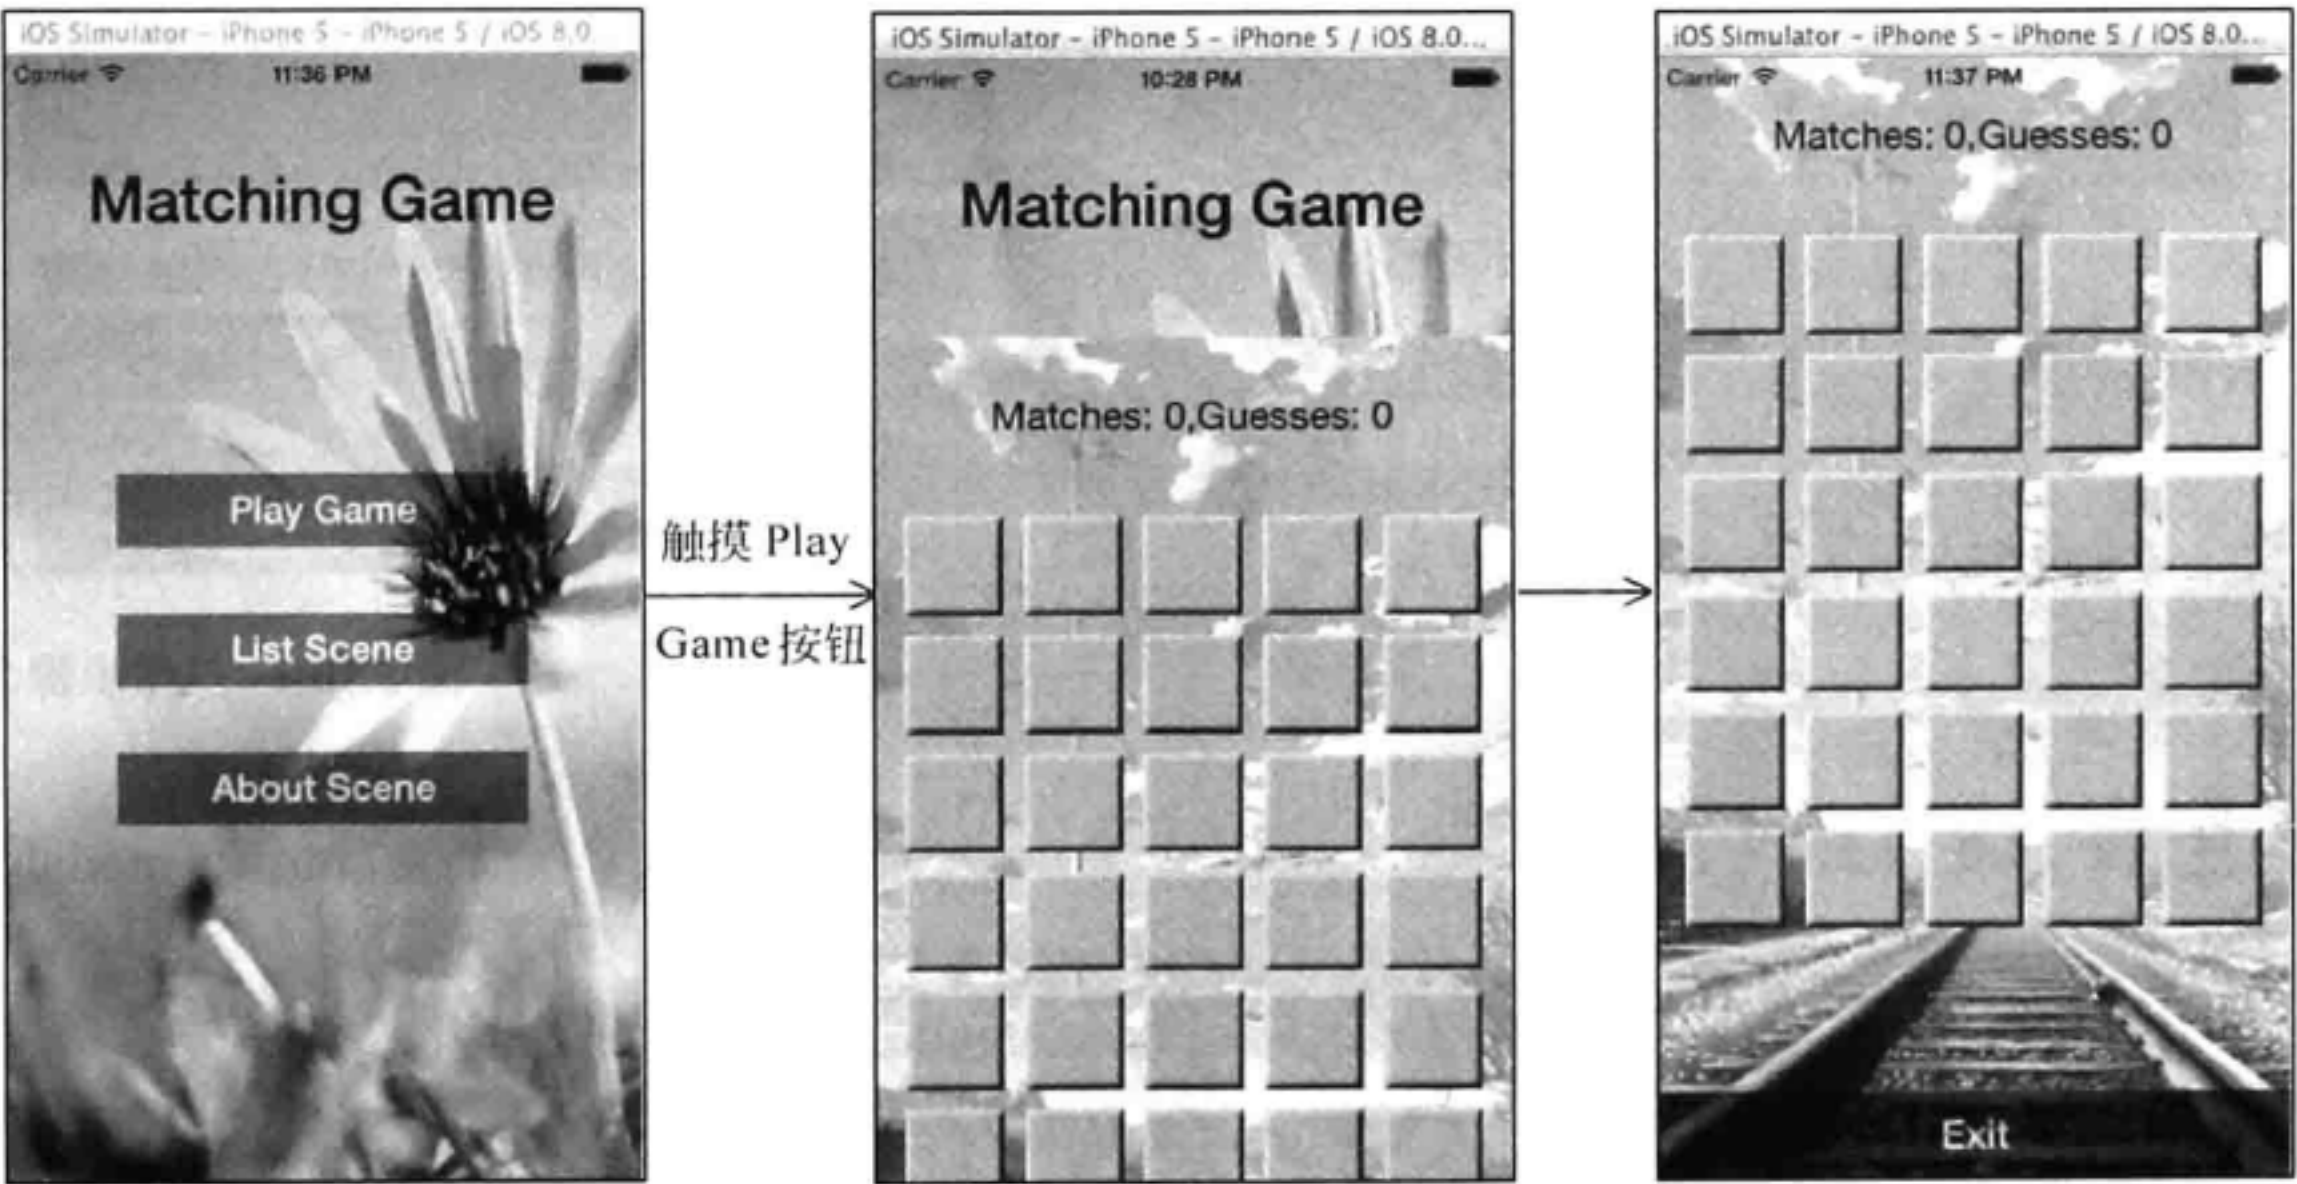 iOS Simulator - iPhone 5 - iPhone 5 / iOS 8.0
Carrier 11:36 PM
Matching Game
Play Game
List Scene
About Scene
触摸 Play
Game 按钮
iOS Simulator - iPhone 5 - iPhone 5 / iOS 8.0...
Carrier 10:28 PM
Matching Game
Matches: 0,Guesses: 0
iOS Simulator - iPhone 5 - iPhone 5 / iOS 8.0...
Carrier 11:37 PM
Matches: 0,Guesses: 0
Exit